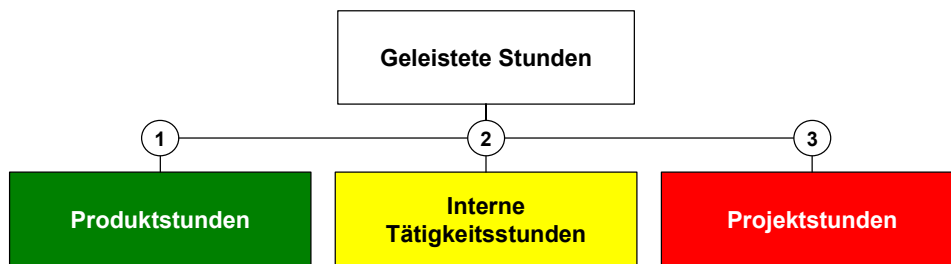 Geleistete Stunden
1
2
3
Produktstunden
Interne
Tätigkeitsstunden
Projektstunden